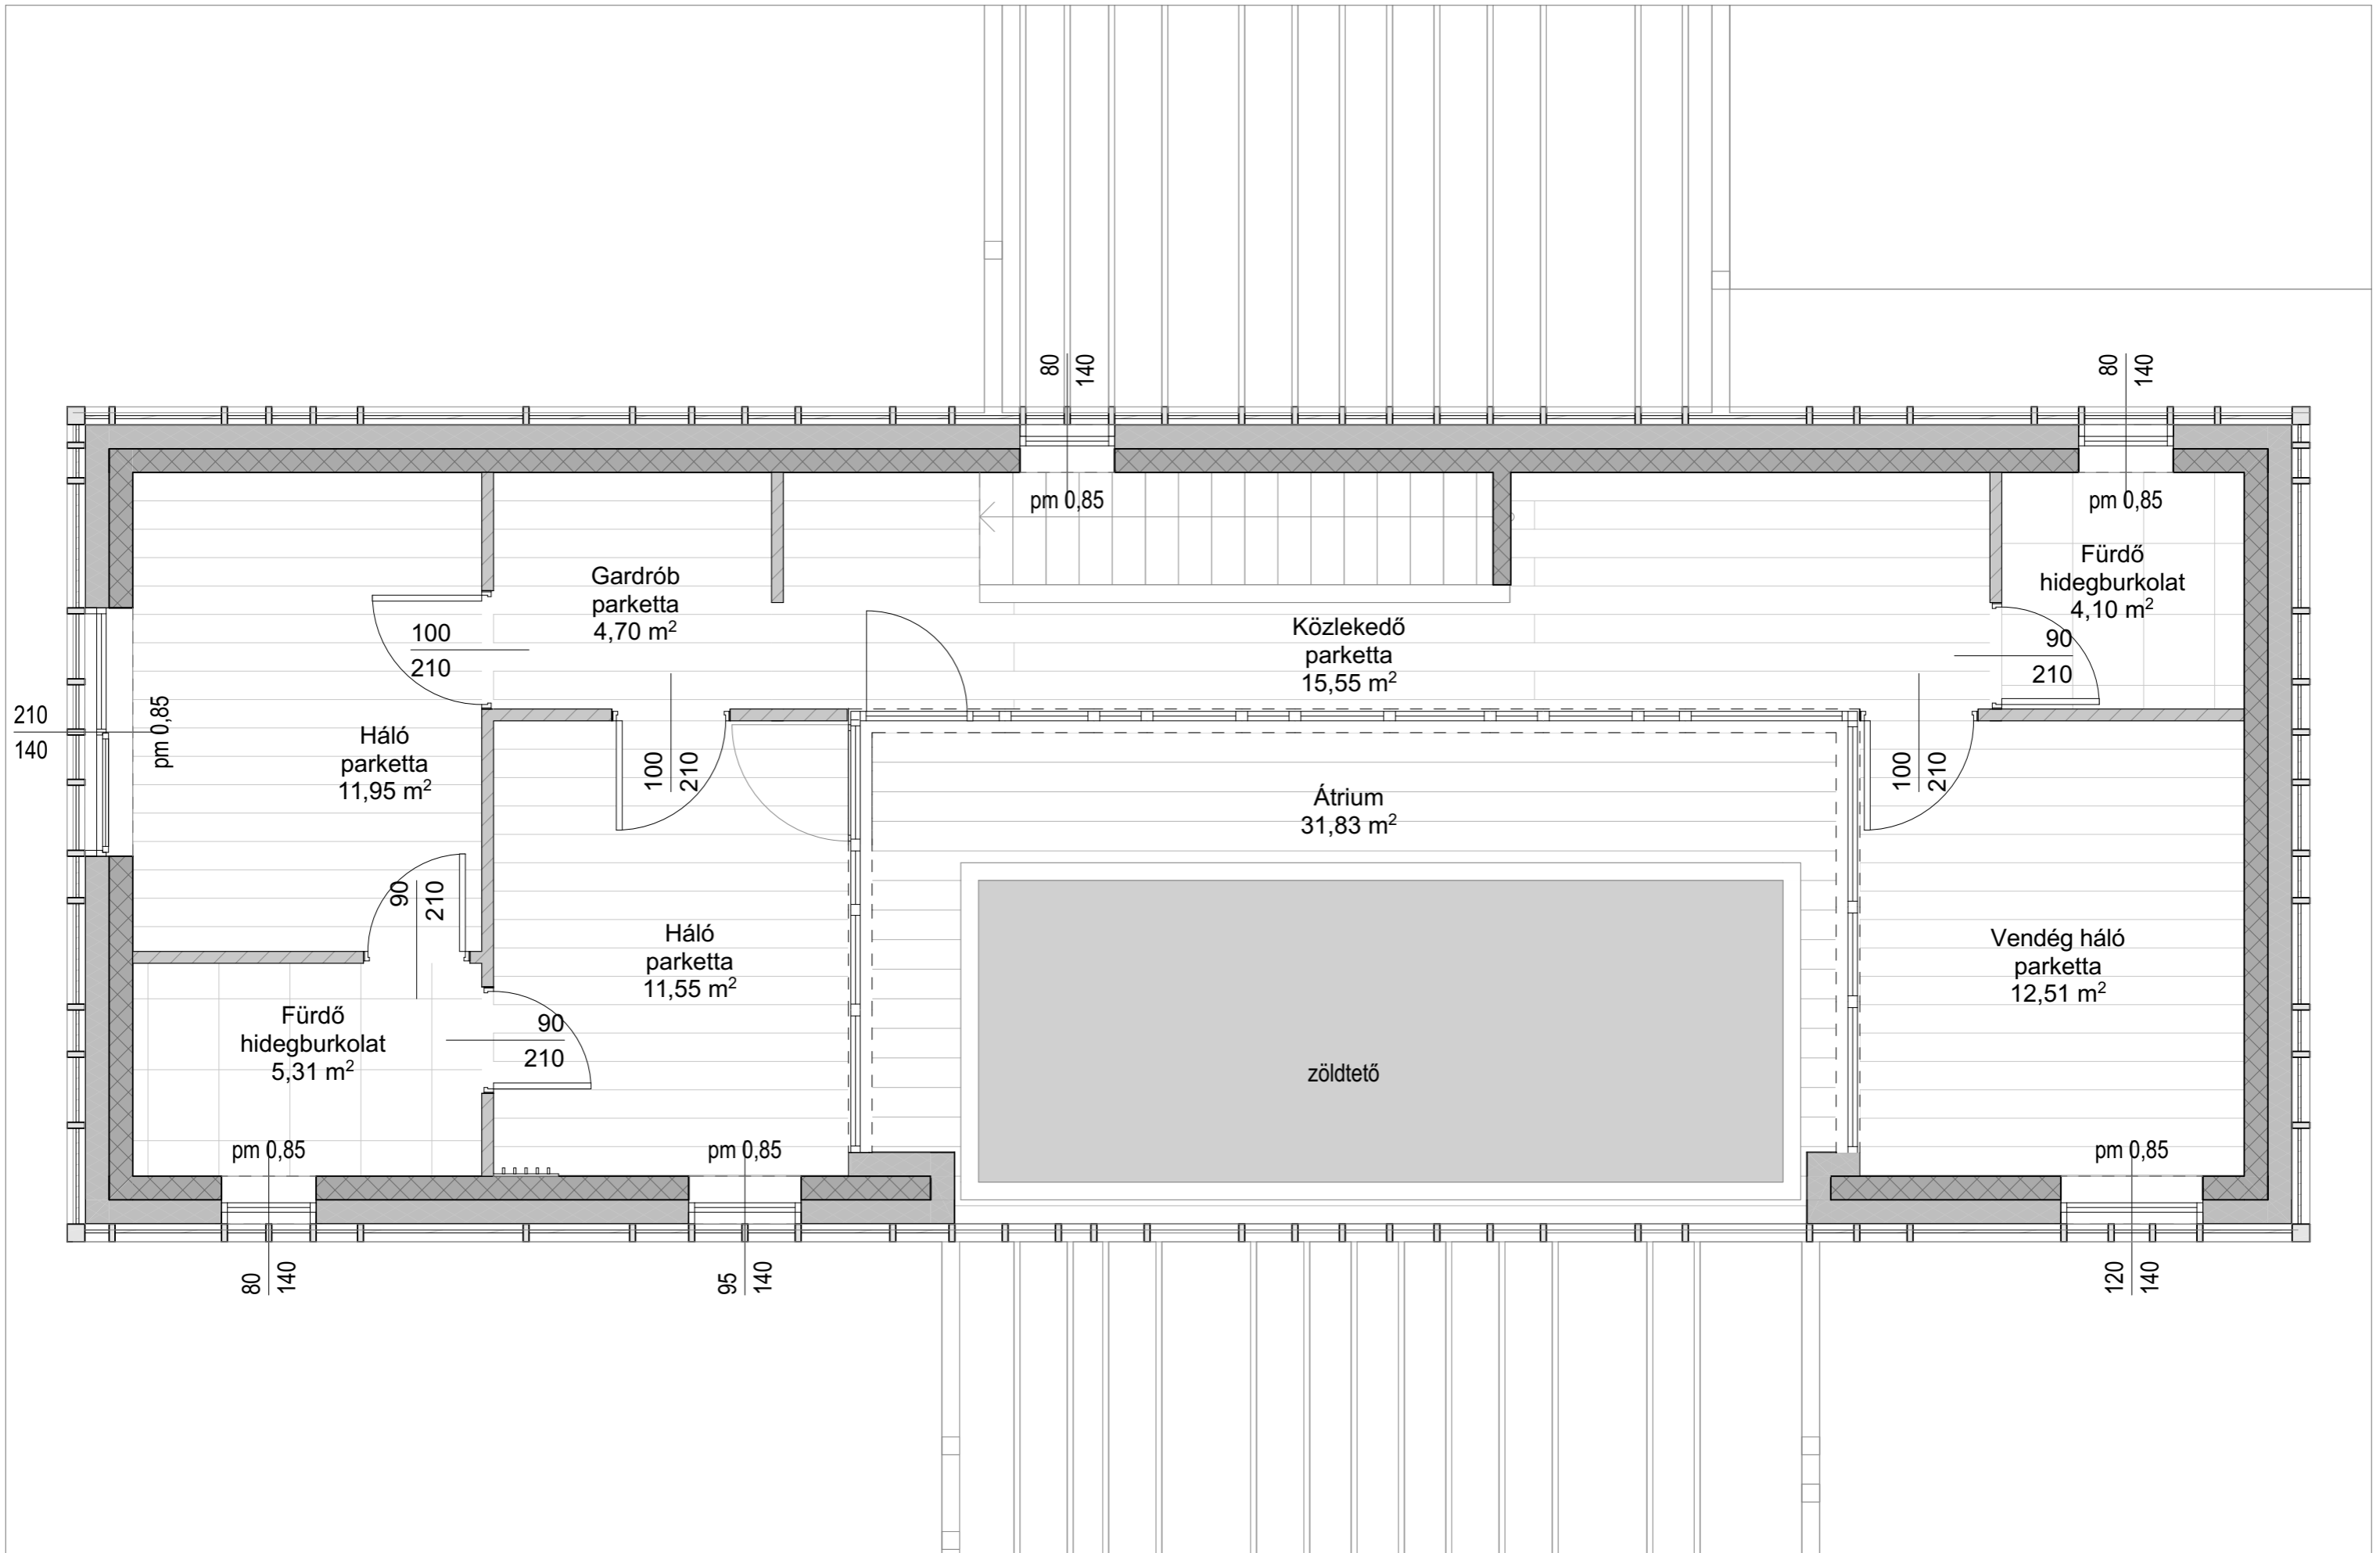 80
140
80
140
pm 0,85
pm 0,85
Gardrób
parketta
4,70 m²
Fürdő
hidegburkolat
4,10 m²
100
210
Közlekedő
parketta
15,55 m²
90
210
210
140
pm 0,85
Háló
parketta
11,95 m²
100
210
Átrium
31,83 m²
100
210
90
210
Háló
parketta
11,55 m²
Vendég háló
parketta
12,51 m²
Fürdő
hidegburkolat
5,31 m²
90
210
zöldtető
pm 0,85
pm 0,85
pm 0,85
80
140
95
140
120
140